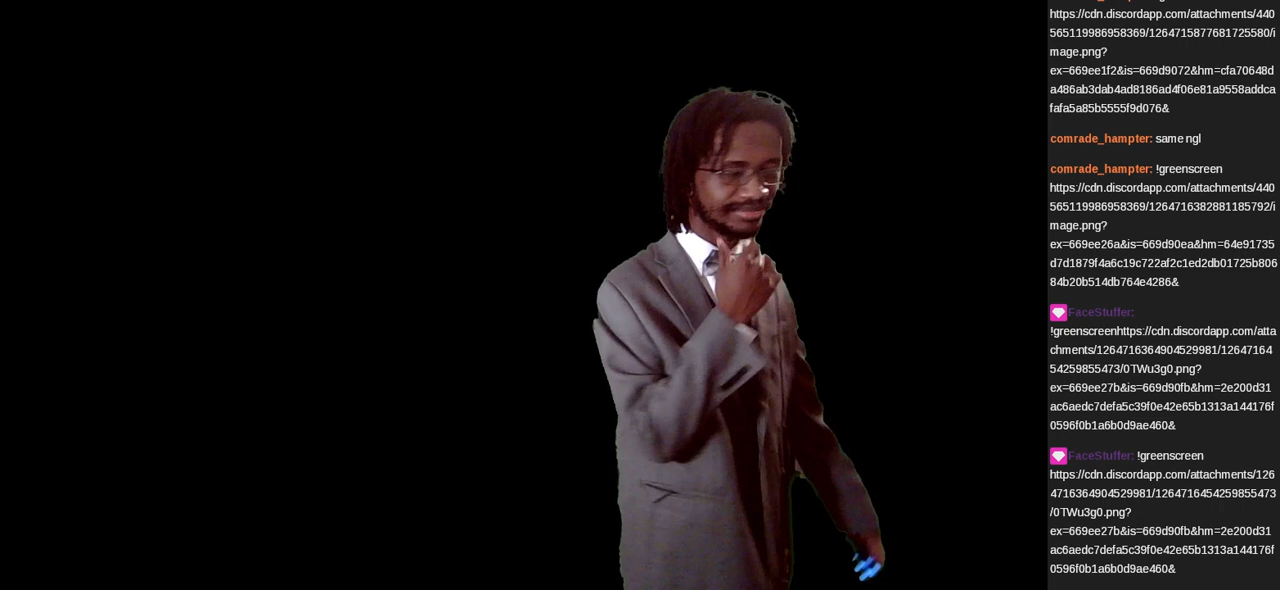 https://cdn.discordapp.com/attachments/440
565119986958369/1264715877681725580/i
mage.png?
ex=669ee1f2&is=669d9072&hm=cfa70648d
a486ab3dab4ad8186ad4f06e81a9558addca
fafa5a85b5555f9d076&
comrade_hampter: same ngl
comrade_hampter: !greenscreen
https://cdn.discordapp.com/attachments/440
565119986958369/1264716382881185792/i
mage.png?
ex=669ee26a&is=669d90ea&hm=64e91735
d7d1879f4a6c19c722af2c1ed2db01725b806
84b20b514db764e4286&
FaceStuffer:
!greenscreenhttps://cdn.discordapp.com/atta
chments/1264716364904529981/12647164
54259855473/0TWu3g0.png?
ex=669ee27b&is=669d90fb&hm=2e200d31
ac6aedc7defa5c39f0e42e65b1313a144176f
0596f0b1a6b0d9ae460&
FaceStuffer: !greenscreen
https://cdn.discordapp.com/attachments/126
4716364904529981/1264716454259855473
/0TWu3g0.png?
ex=669ee27b&is=669d90fb&hm=2e200d31
ac6aedc7defa5c39f0e42e65b1313a144176f
0596f0b1a6b0d9ae460&